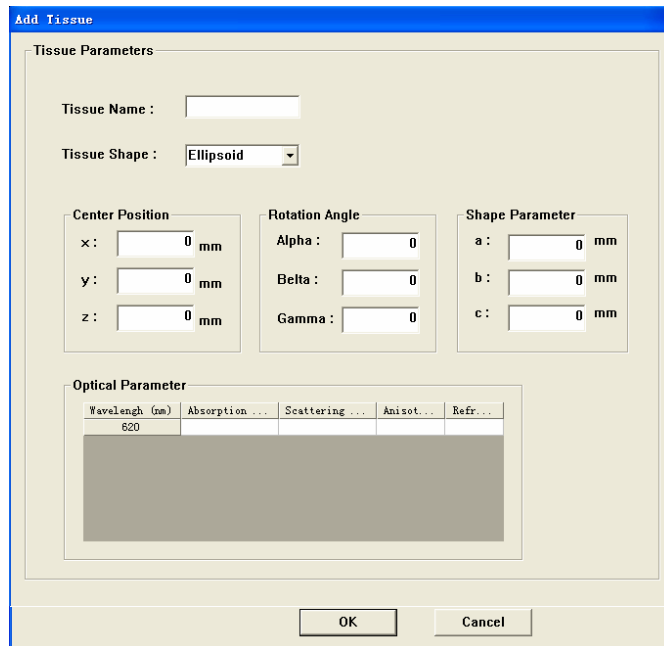 Add Tissue
Tissue Parameters
Tissue Name :
Tissue Shape : Ellipsoid
Center Position Rotation Angle Shape Parameter
x : 0 mm Alpha : 0 a : 0 mm
y : 0 mm Belta : 0 b : 0 mm
z : 0 mm Gamma : 0 c : 0 mm
Optical Parameter
Wavelengh (nm) Absorption ... Scattering ... Anisot... Refr...
620
OK Cancel